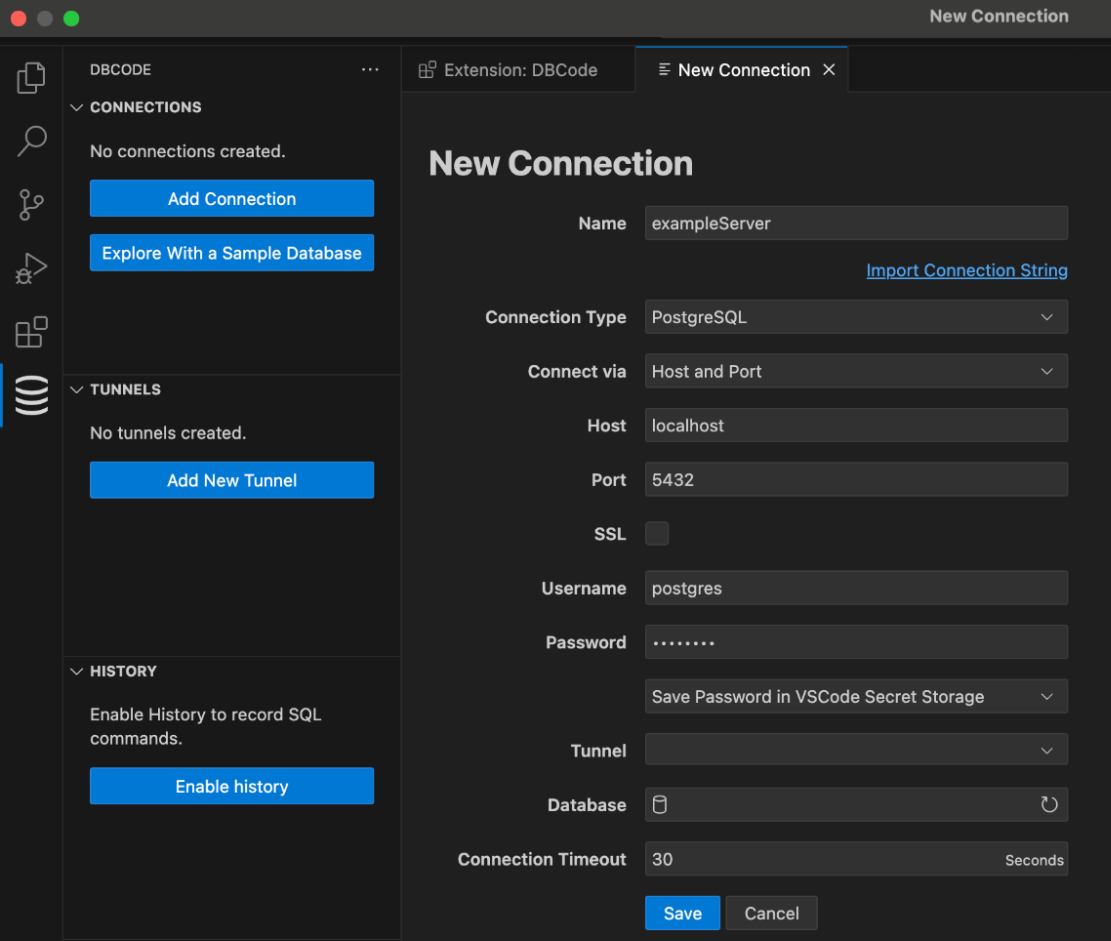 New Connection
DBCODE
CONNECTIONS
No connections created.
Add Connection
Explore With a Sample Database
TUNNELS
No tunnels created.
Add New Tunnel
HISTORY
Enable History to record SQL
commands.
Enable history
Extension: DBCode
New Connection
New Connection
Name exampleServer
Import Connection String
Connection Type PostgreSQL
Connect via Host and Port
Host localhost
Port 5432
SSL
Username postgres
Password ••••••••
Save Password in VSCode Secret Storage
Tunnel
Database
Connection Timeout 30 Seconds
Save Cancel